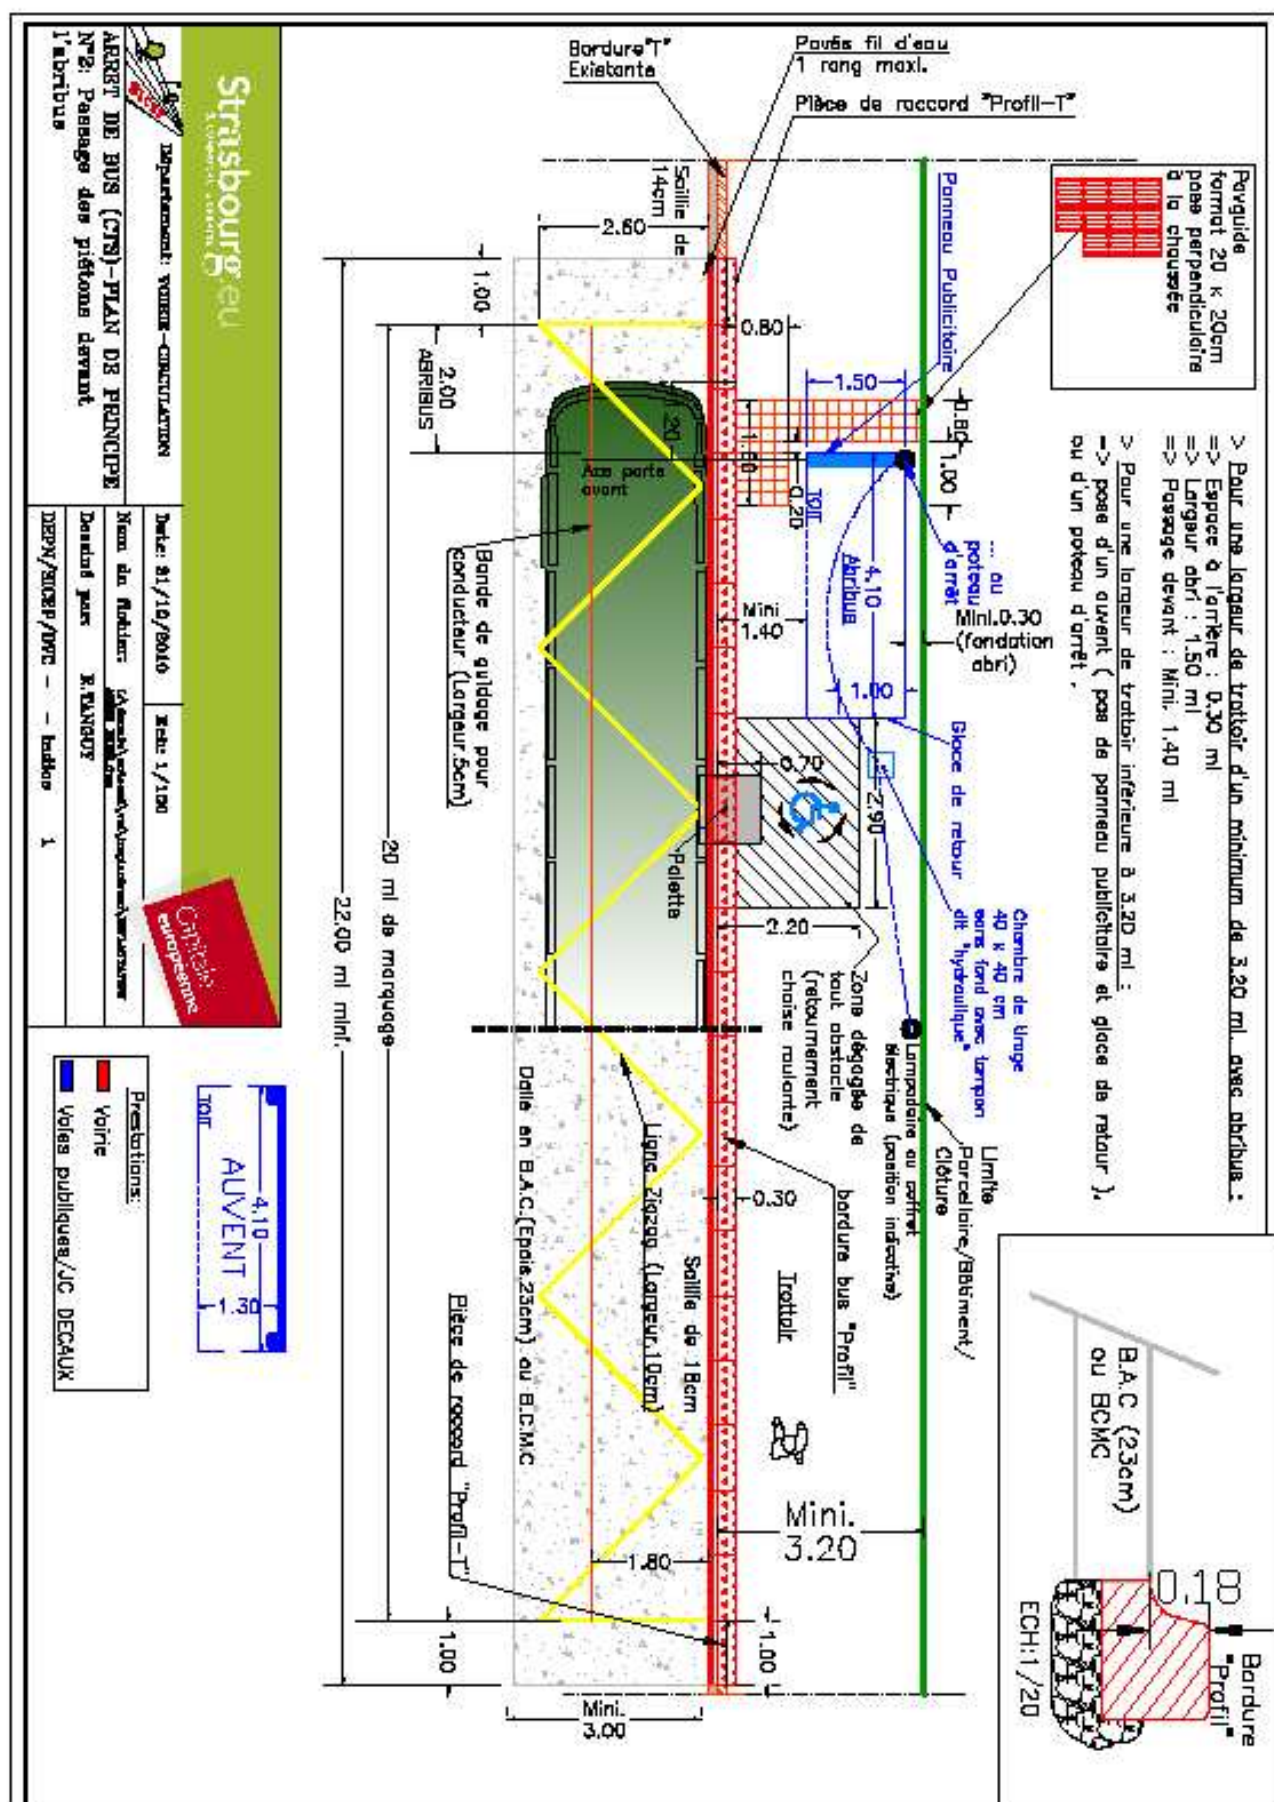 Pavguide
format 20 x 20cm
pose perpendiculaire
à la chaussée
> Pour une largeur de trottoir d'un minimum de 3.20 ml. avec abribus :
=> Espace à l'arrière : 0.30 ml
=> Largeur abri : 1.50 ml
=> Passage devant : Mini. 1.40 ml
> Pour une largeur de trottoir inférieure à 3.20 ml :
=> pose d'un auvent ( pas de panneau publicitaire et glace de retour ),
ou d'un poteau d'arrêt .
B.A.C (23cm)
ou BCMC
0.18
Bordure
"Profil"
ECH:1/20
Bordure"T"
Existante
Pavés fil d'eau
1 rang maxi.
Pièce de raccord "Profil-T"
Panneau Publicitaire
Saillie de
14cm
2.60
1.00
0.80
1.50
0.80
1.00
1.60
.20
0.20
2.00
ABRIBUS
Axe porte
avant
TOIT
4.10
Abribus
... ou
poteau
d'arrêt
Mini.0.30
(fondation
abri)
Mini
1.40
1.00
Glace de retour
0.70
2.90
2.20
Palette
Bande de guidage pour
conducteur (Largeur.5cm)
Chambre de tirage
40 x 40 cm
sans fond avec tampon
dit "hydraulique"
Zone dégagée de
tout obstacle
(retournement
chaise roulante)
Lampadaire ou coffret
électrique (position indicative)
Limite
Parcellaire/Bâtiment/
Clôture
bordure bus "Profil"
0.30
Trottoir
Saillie de 18cm
Ligne Zigzag (Largeur.10cm)
Dalle en B.A.C.(Epais.23cm) ou B.C.M.C
Pièce de raccord "Profil-T"
Mini.
3.20
1.80
1.00
1.00
Mini.
3.00
20 ml de marquage
22.00 ml mini.
Strasbourg.eu
& COMMUNAUTÉ URBAINE
Capitale
européenne
Département: VOIRIE-CIRCULATION
ARRET DE BUS (CTS)-PLAN DE PRINCIPE
N°2: Passage des piétons devant
l'abribus
Ech: 1/100
Nom du fichier:
Dessiné par
1
TOIT
4.10
AUVENT
1.30
Prestations:
Voirie
Voies publiques/JC DECAUX